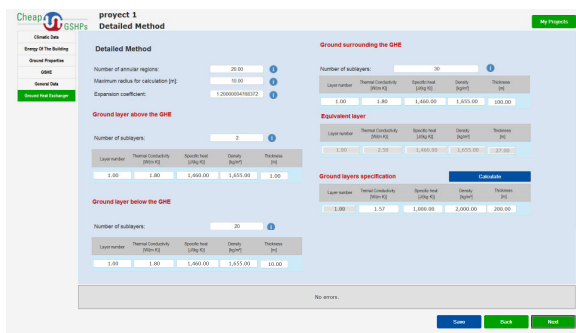 Cheap
GSHPs
proyect 1
Detailed Method
My Projects
Climatic Data
Energy Of The Building
Ground Properties
GSHE
General Data
Ground Heat Exchanger
Detailed Method
Number of annular regions: 20.00 i
Maximum radius for calculation [m]: 10.00 i
Expansion coefficient: 1.20000004768372 i
Ground layer above the GHE
Number of sublayers: 2 i
Layer number Thermal Conductivity [W/(m K)] Specific heat [J/(kg K)] Density [kg/m³] Thickness [m]
1.00 1.80 1,460.00 1,655.00 1.00
Ground layer below the GHE
Number of sublayers: 20 i
Layer number Thermal Conductivity [W/(m K)] Specific heat [J/(kg K)] Density [kg/m³] Thickness [m]
1.00 1.80 1,460.00 1,655.00 10.00
Ground surrounding the GHE
Number of sublayers: 30 i
Layer number Thermal Conductivity [W/(m K)] Specific heat [J/(kg K)] Density [kg/m³] Thickness [m]
1.00 1.80 1,460.00 1,655.00 100.00
Equivalent layer
Layer number Thermal Conductivity [W/(m K)] Specific heat [J/(kg K)] Density [kg/m³] Thickness [m]
1.00 2.50 1,460.00 1,655.00
Ground layers specification Calculate
Layer number Thermal Conductivity [W/(m K)] Specific heat [J/(kg K)] Density [kg/m³] Thickness [m]
1.00 1.57 1,000.00 2,000.00 200.00
No errors.
Save Back Next